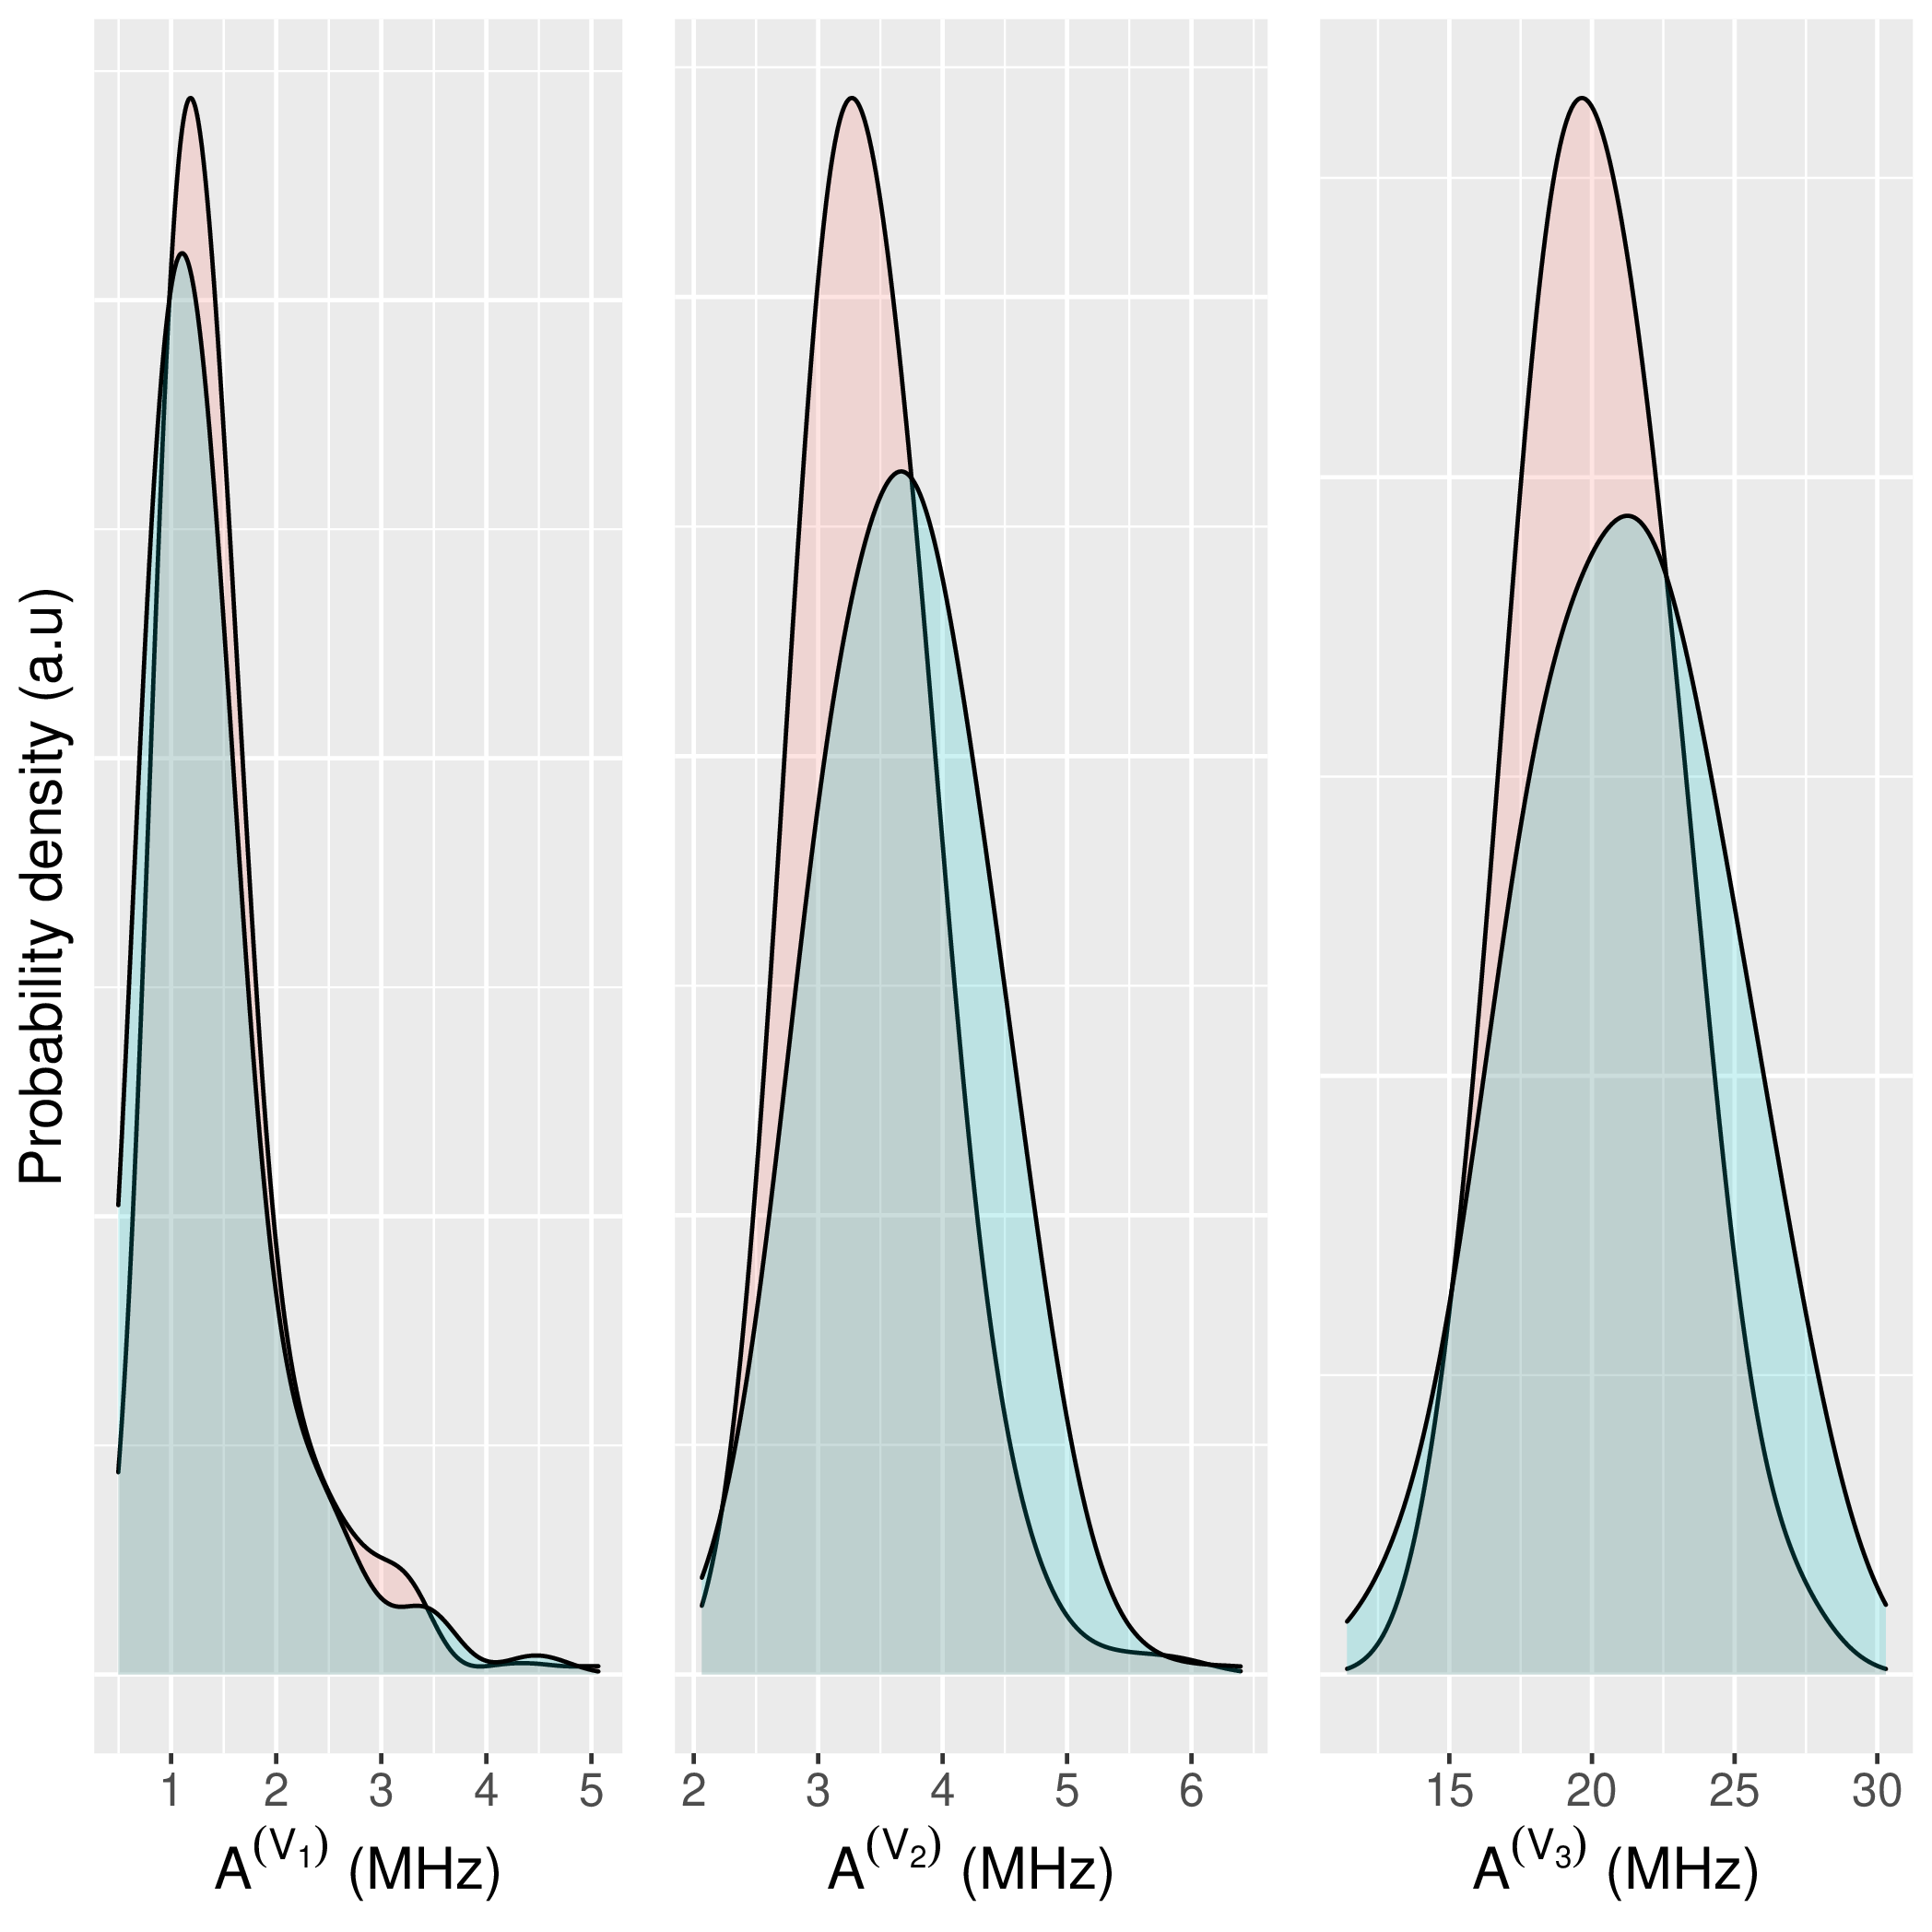 Probability density (a.u)
1 2 3 4 5
2 3 4 5 6
15 20 25 30
A(V1) (MHz)
A(V2) (MHz)
A(V3) (MHz)